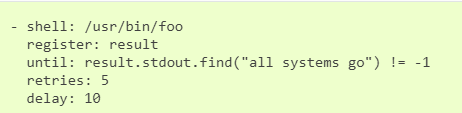 - shell: /usr/bin/foo
  register: result
  until: result.stdout.find("all systems go") != -1
  retries: 5
  delay: 10